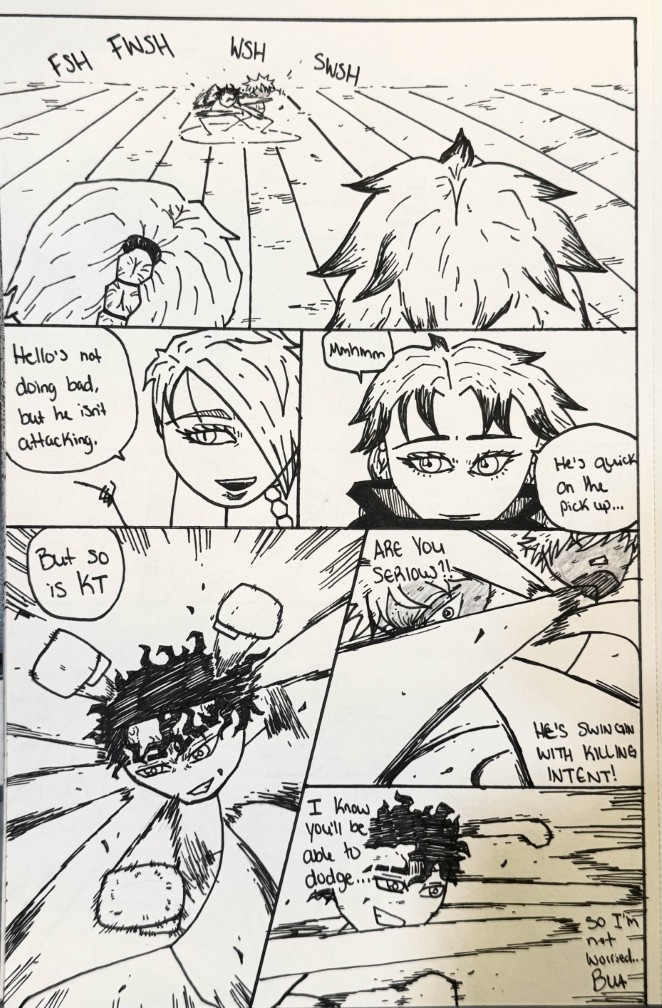 FSH
FWSH
WSH
SWSH
Hello's not
doing bad,
but he isn't
attacking.
Mmhmm
He's quick
on the
pick up...
But so
is KT
ARE YOU
SERIOUS?!
HE'S SWINGIN
WITH KILLING
INTENT!
I know
you'll be
able to
dodge...
so I'm
not
worried...
But